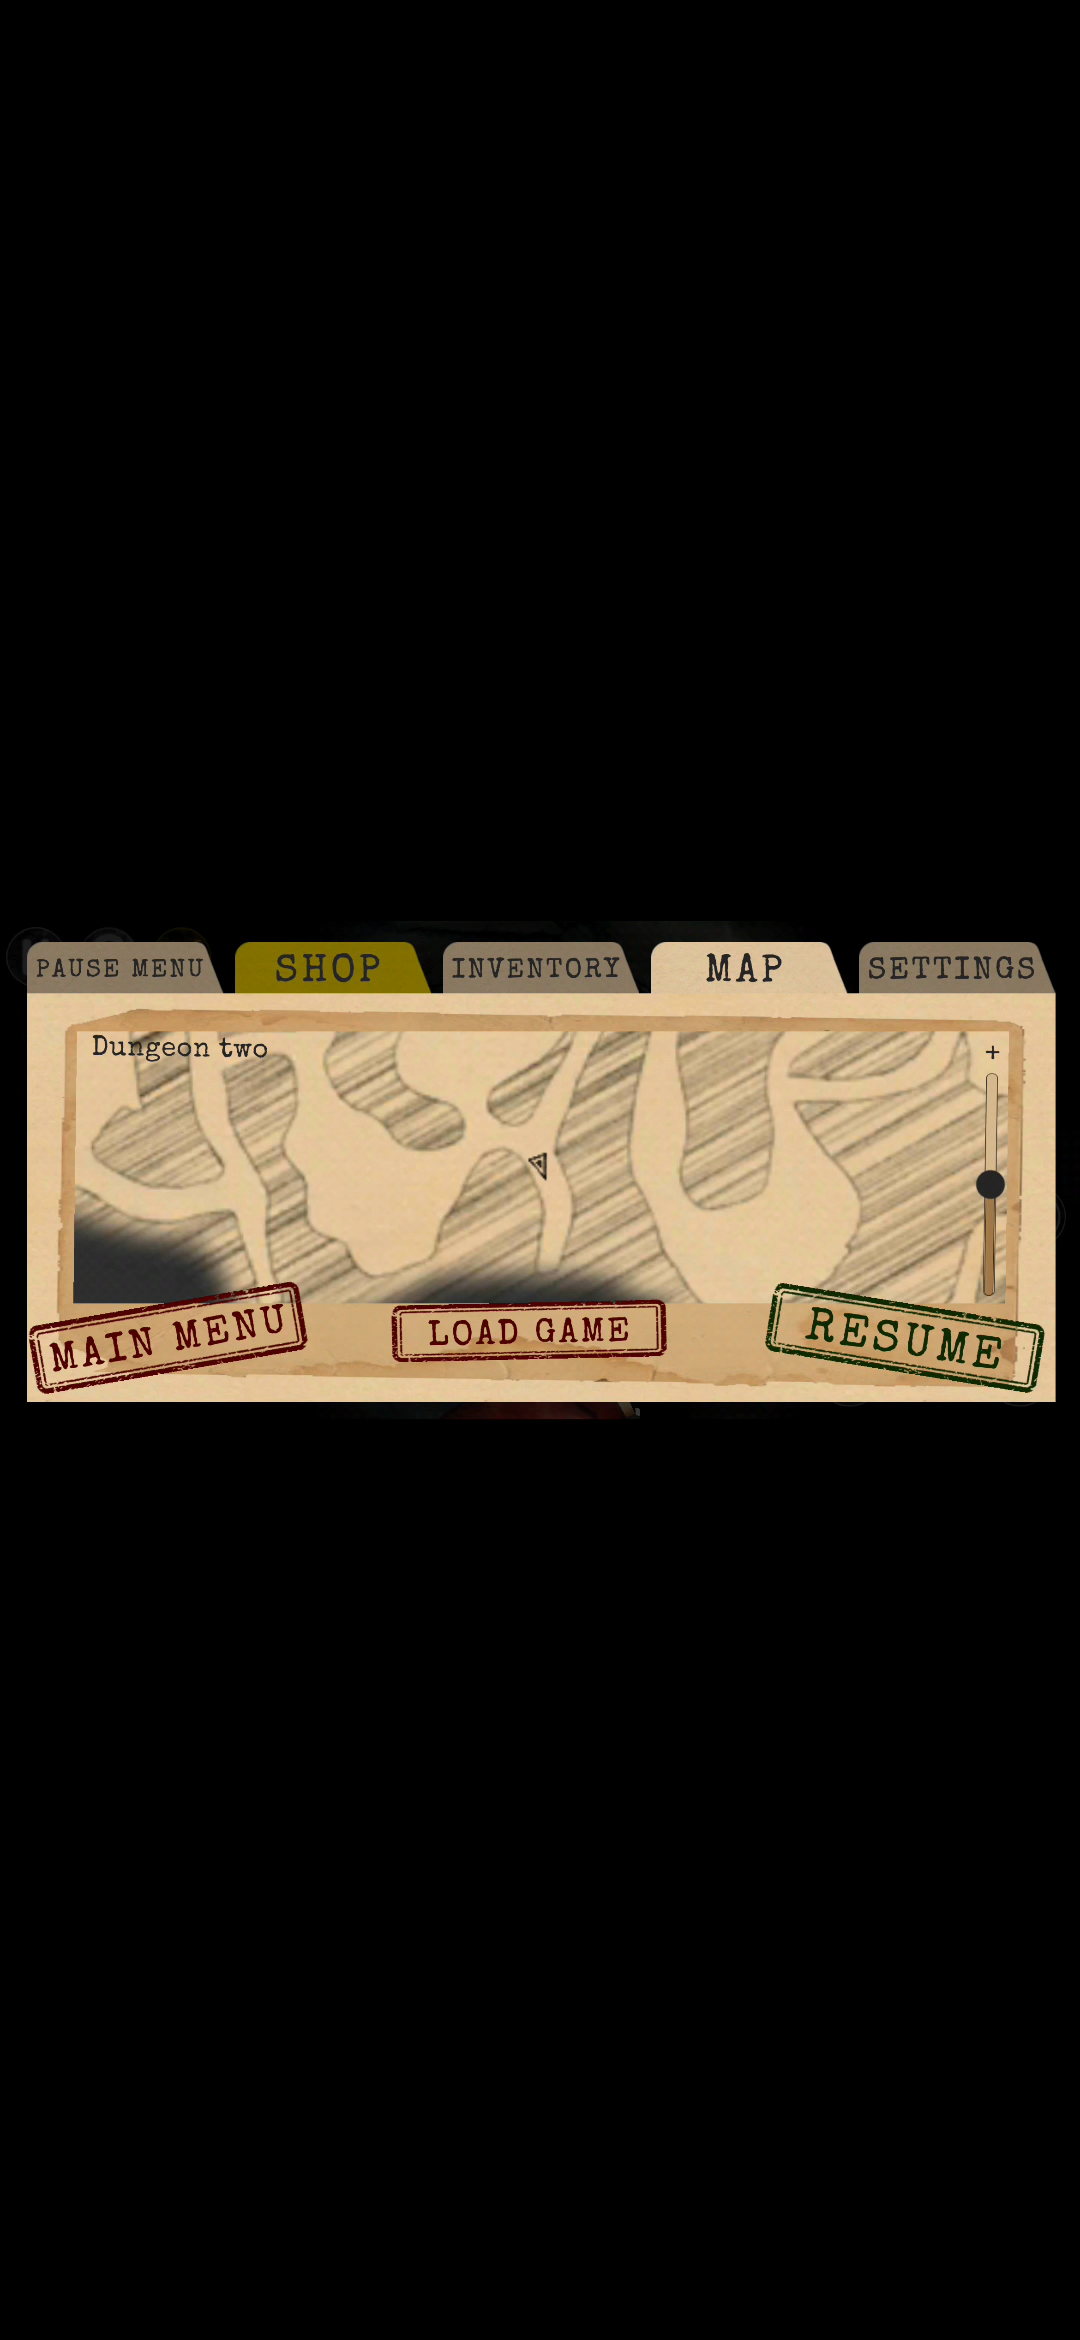 PAUSE MENU
SHOP
INVENTORY
MAP
SETTINGS
Dungeon two
+
MAIN MENU
LOAD GAME
RESUME